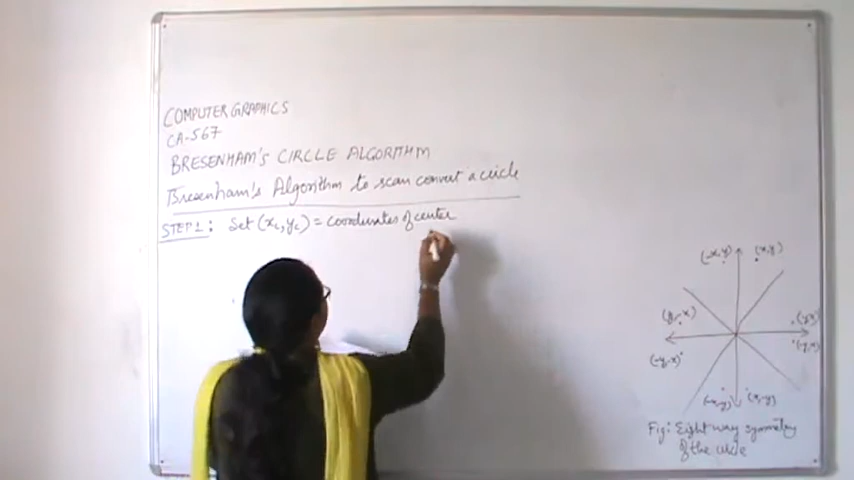 COMPUTER GRAPHICS
CA-567
BRESENHAM'S CIRCLE ALGORITHM
Bresenham's Algorithm to scan convert a circle
STEP 1: Set (xc, yc) = coordinates of center
(-x,y) (x,y)
(-y,x)
(-y,-x)
(-x,-y) (x,-y)
Fig: Eight way symmetry
of the circle